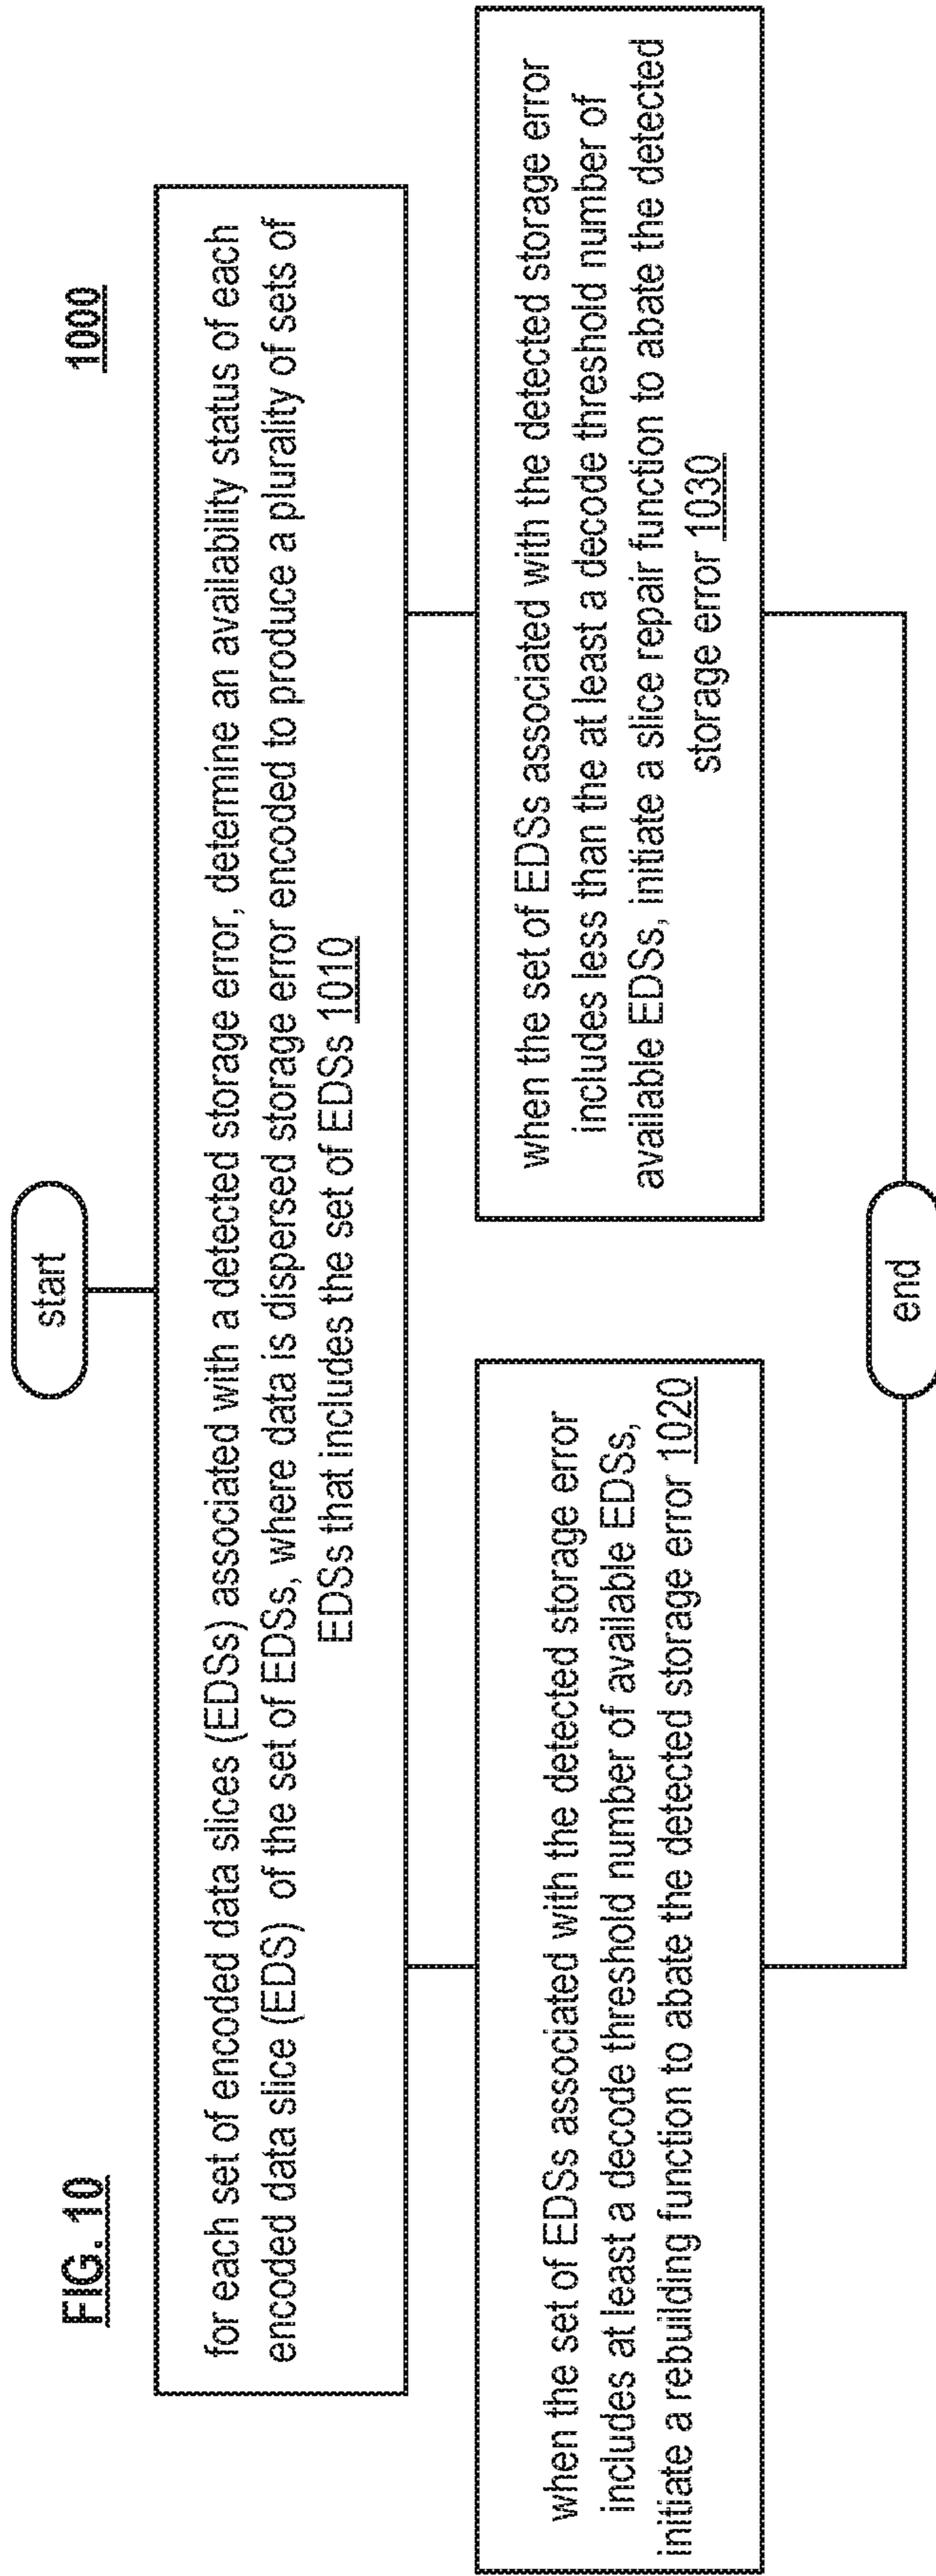 FIG. 10
1000
start
for each set of encoded data slices (EDSs) associated with a detected storage error, determine an availability status of each
encoded data slice (EDS) of the set of EDSs, where data is dispersed storage error encoded to produce a plurality of sets of
EDSs that includes the set of EDSs 1010
when the set of EDSs associated with the detected storage error
includes at least a decode threshold number of available EDSs,
initiate a rebuilding function to abate the detected storage error 1020
when the set of EDSs associated with the detected storage error
includes less than the at least a decode threshold number of
available EDSs, initiate a slice repair function to abate the detected
storage error 1030
end